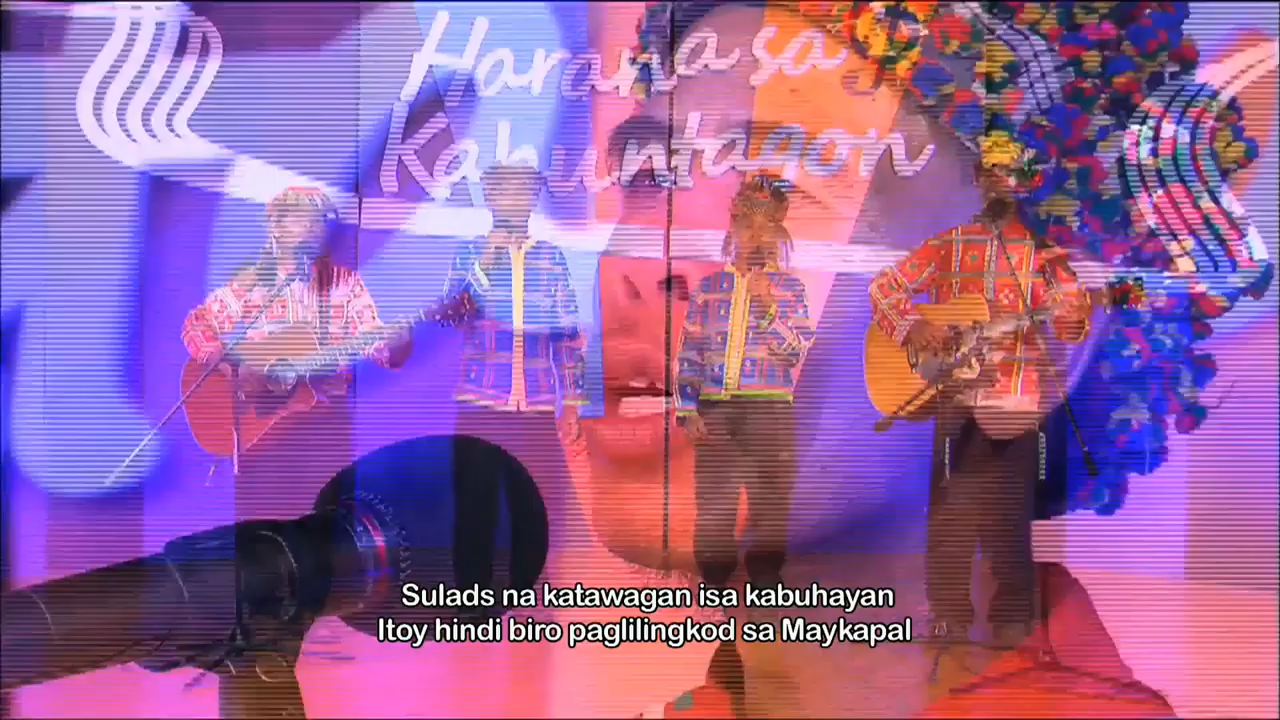 Harana sa
Kabuntagon
Sulads na katawagan isa kabuhayan
Itoy hindi biro paglilingkod sa Maykapal